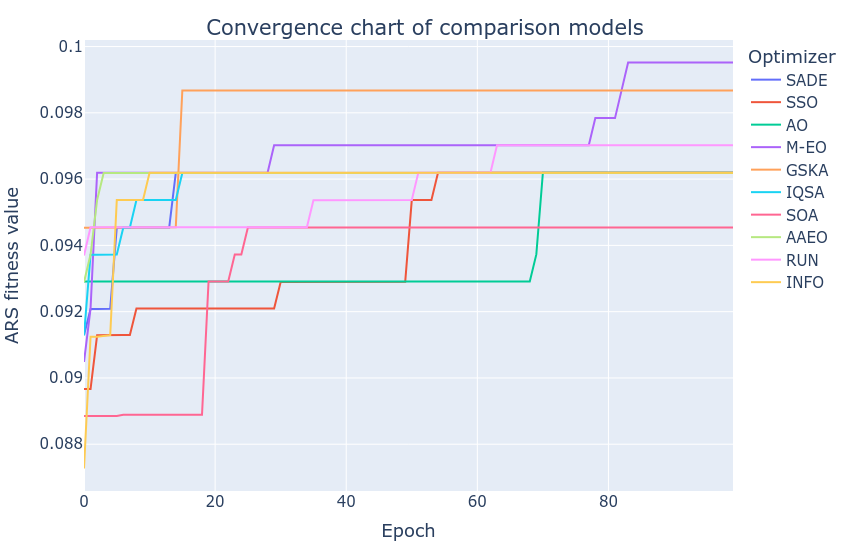 Convergence chart of comparison models
ARS fitness value
0.1
0.098
0.096
0.094
0.092
0.09
0.088
0
20
40
60
80
Epoch
Optimizer
SADE
SSO
AO
M-EO
GSKA
IQSA
SOA
AAEO
RUN
INFO